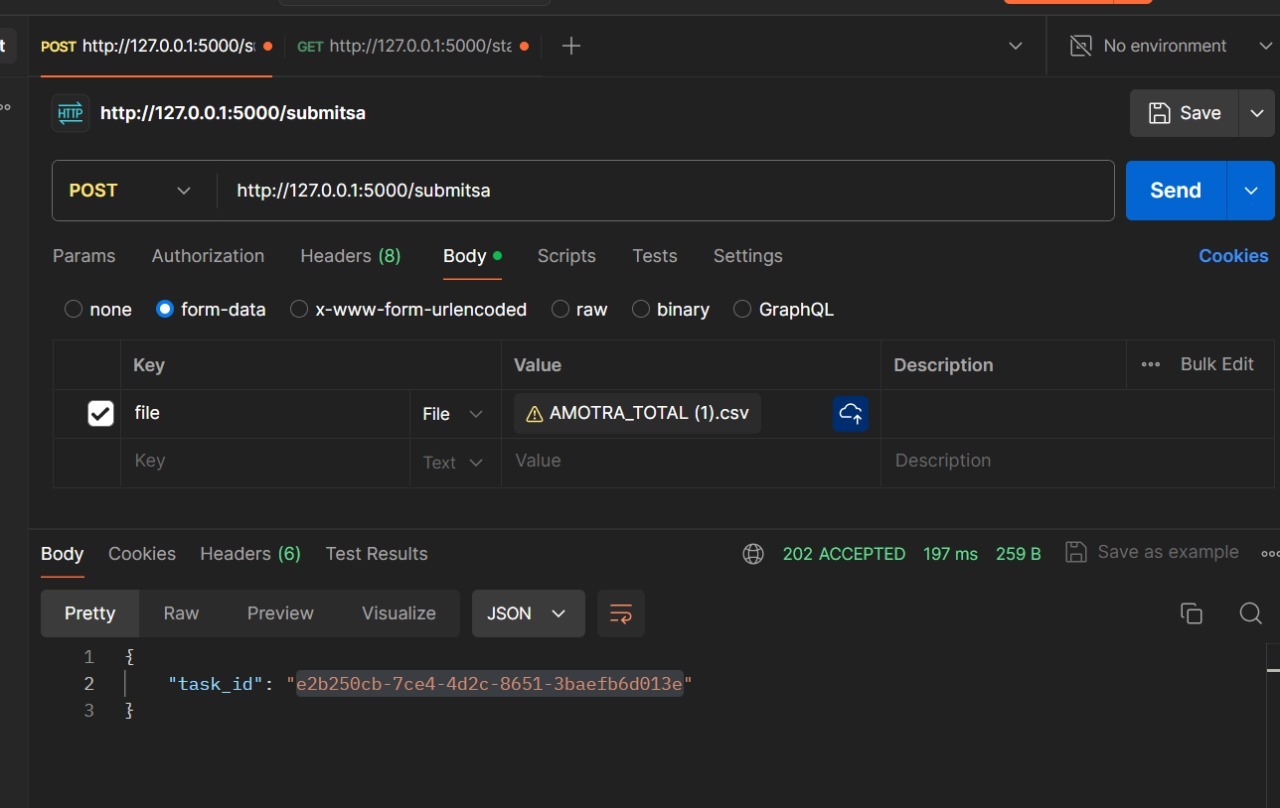 t POST http://127.0.0.1:5000/s GET http://127.0.0.1:5000/sta No environment
HTTP http://127.0.0.1:5000/submitsa Save
POST http://127.0.0.1:5000/submitsa Send
Params Authorization Headers (8) Body Scripts Tests Settings Cookies
none form-data x-www-form-urlencoded raw binary GraphQL
Key Value Description Bulk Edit
file File AMOTRA_TOTAL (1).csv
Key Text Value Description
Body Cookies Headers (6) Test Results 202 ACCEPTED 197 ms 259 B Save as example
Pretty Raw Preview Visualize JSON
1 {
2 "task_id": "e2b250cb-7ce4-4d2c-8651-3baefb6d013e"
3 }